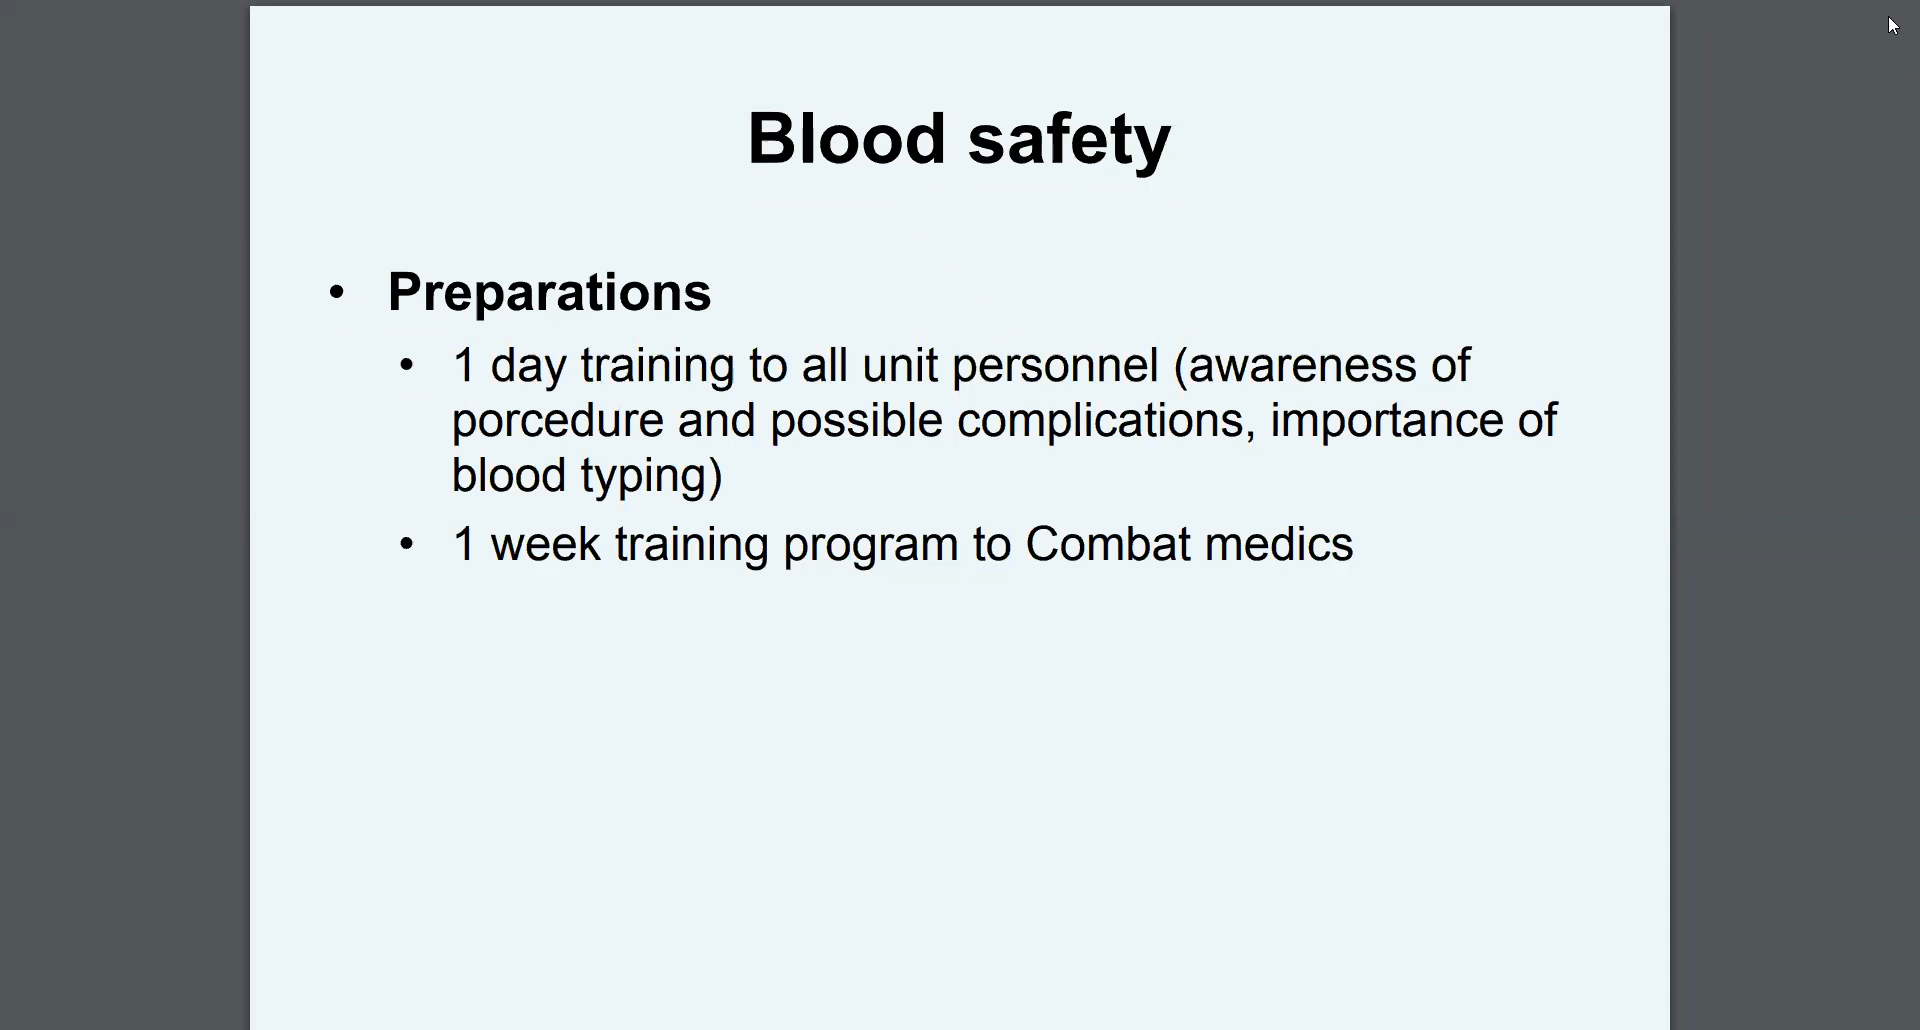 Blood safety
• Preparations
• 1 day training to all unit personnel (awareness of
porcedure and possible complications, importance of
blood typing)
• 1 week training program to Combat medics